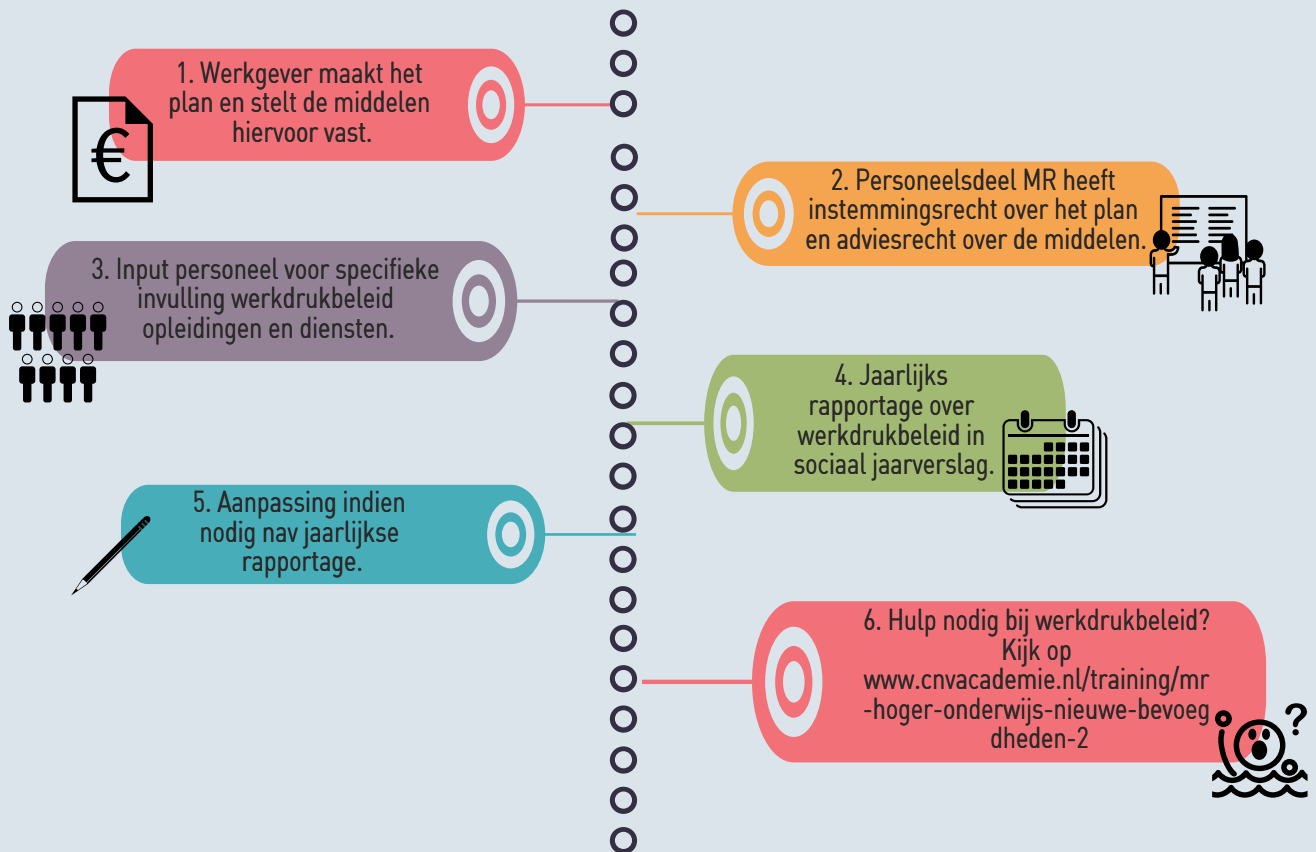 1. Werkgever maakt het
plan en stelt de middelen
hiervoor vast.
€
2. Personeelsdeel MR heeft
instemmingsrecht over het plan
en adviesrecht over de middelen.
3. Input personeel voor specifieke
invulling werkdrukbeleid
opleidingen en diensten.
4. Jaarlijks
rapportage over
werkdrukbeleid in
sociaal jaarverslag.
5. Aanpassing indien
nodig nav jaarlijkse
rapportage.
6. Hulp nodig bij werkdrukbeleid?
Kijk op
www.cnvacademie.nl/training/mr
-hoger-onderwijs-nieuwe-bevoeg
dheden-2
?